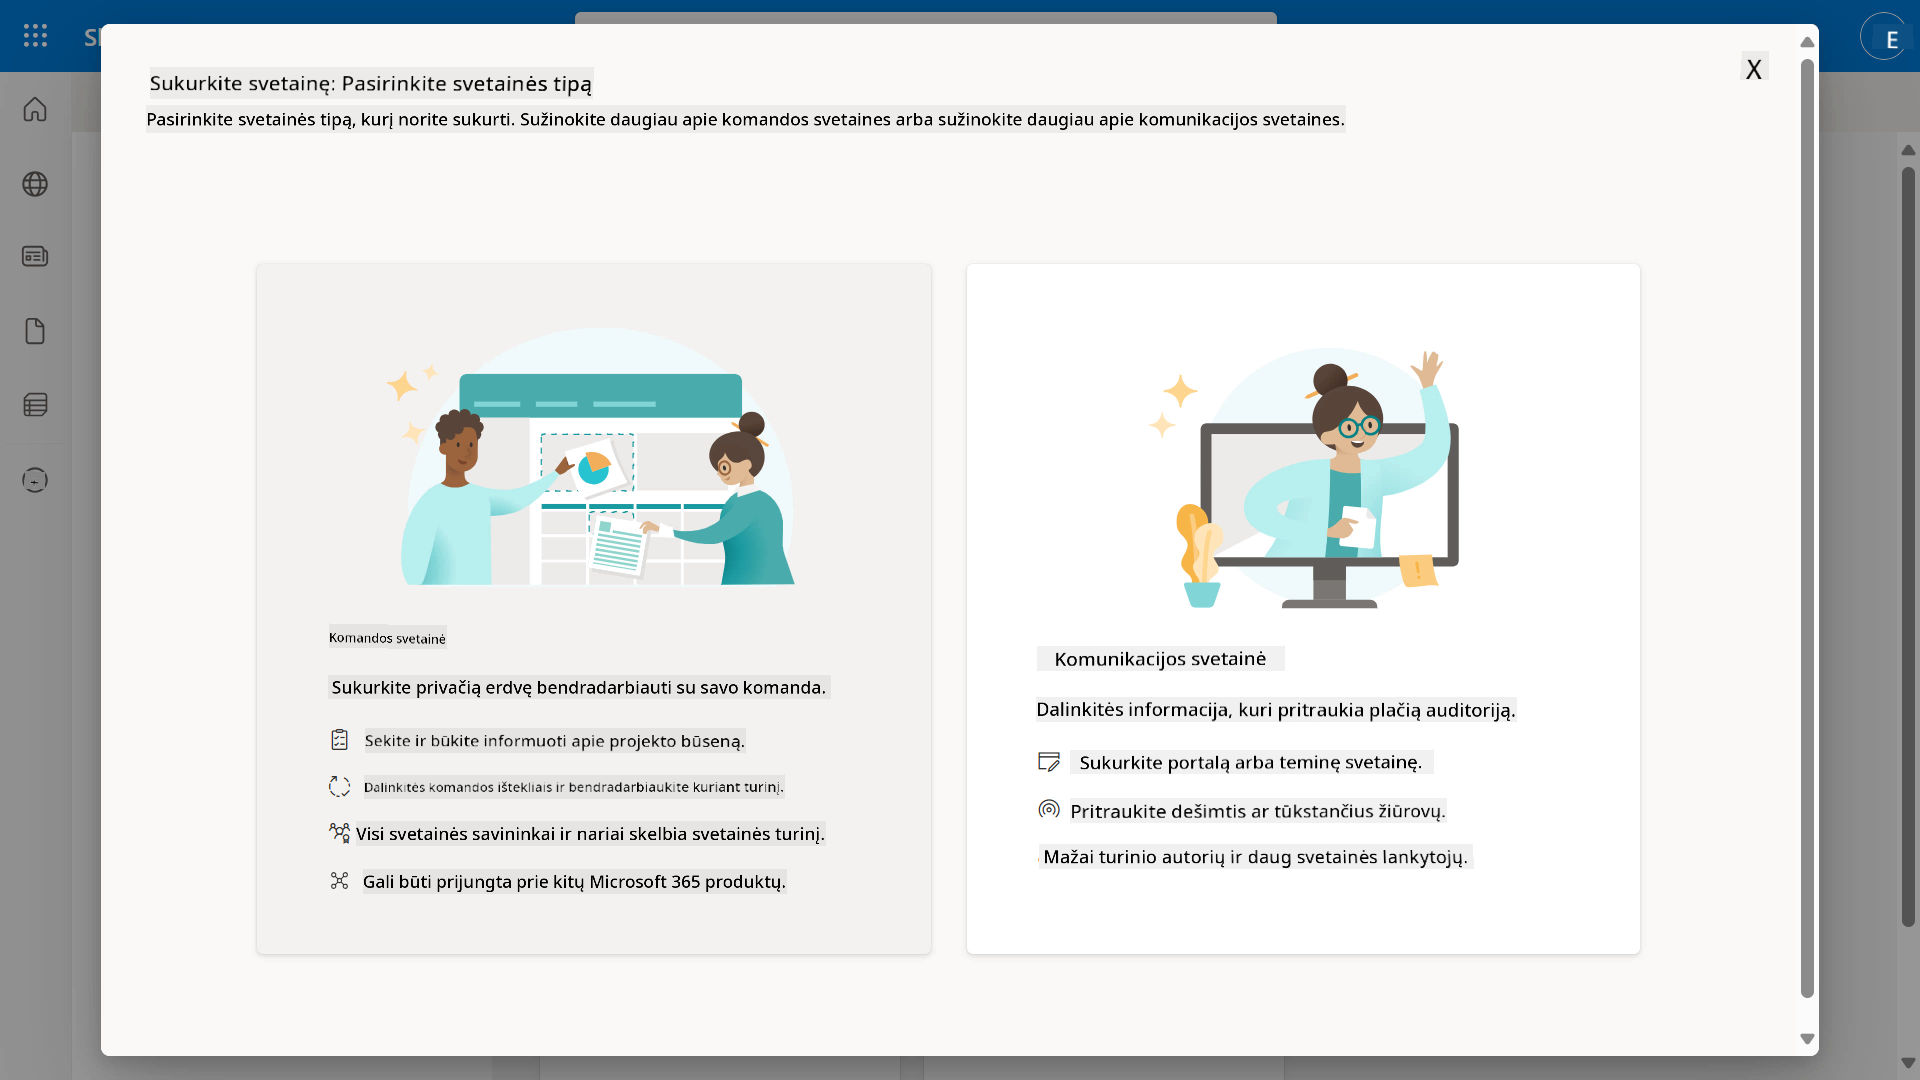 E
X
Sukurkite svetainę: Pasirinkite svetainės tipą
Pasirinkite svetainės tipą, kurį norite sukurti. Sužinokite daugiau apie komandos svetaines arba sužinokite daugiau apie komunikacijos svetaines.
Komandos svetainė
Sukurkite privačią erdvę bendradarbiauti su savo komanda.
Sekite ir būkite informuoti apie projekto būseną.
Dalinkitės komandos ištekliais ir bendradarbiaukite kuriant turinį.
Visi svetainės savininkai ir nariai skelbia svetainės turinį.
Gali būti prijungta prie kitų Microsoft 365 produktų.
Komunikacijos svetainė
Dalinkitės informacija, kuri pritraukia plačią auditoriją.
Sukurkite portalą arba teminę svetainę.
Pritraukite dešimtis ar tūkstančius žiūrovų.
Mažai turinio autorių ir daug svetainės lankytojų.